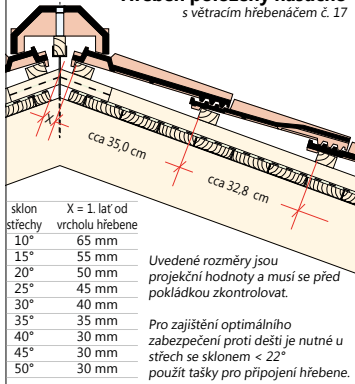 Hřeben položený nasucho
s větracím hřebenáčem č. 17
X
cca 35,0 cm
cca 32,8 cm
sklon střechy X = 1. lať od vrcholu hřebene
10° 65 mm
15° 55 mm
20° 50 mm
25° 45 mm
30° 40 mm
35° 35 mm
40° 30 mm
45° 30 mm
50° 30 mm
Uvedené rozměry jsou
projekční hodnoty a musí se před
pokládkou zkontrolovat.
Pro zajištění optimálního
zabezpečení proti dešti je nutné u
střech se sklonem < 22°
použít tašky pro připojení hřebene.